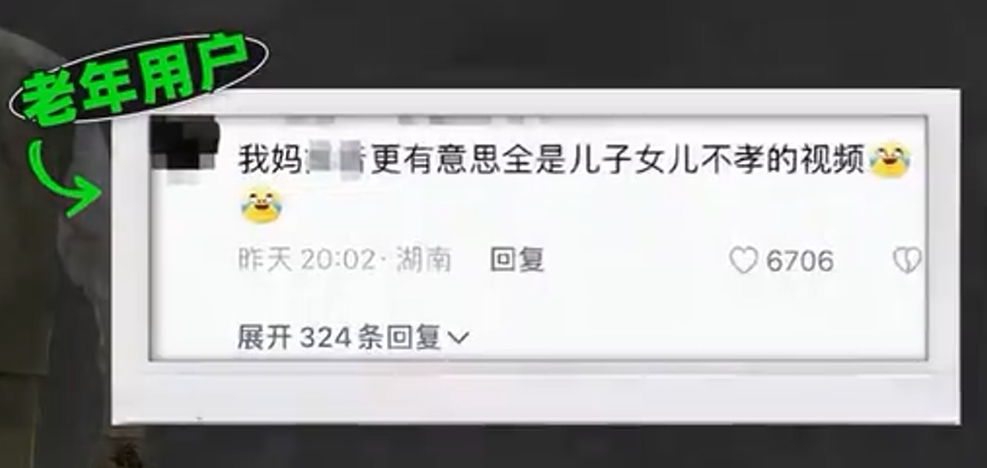 老年用户
我妈更有意思全是儿子女儿不孝的视频😂
😂
昨天 20:02· 湖南 回复 6706
展开 324 条回复